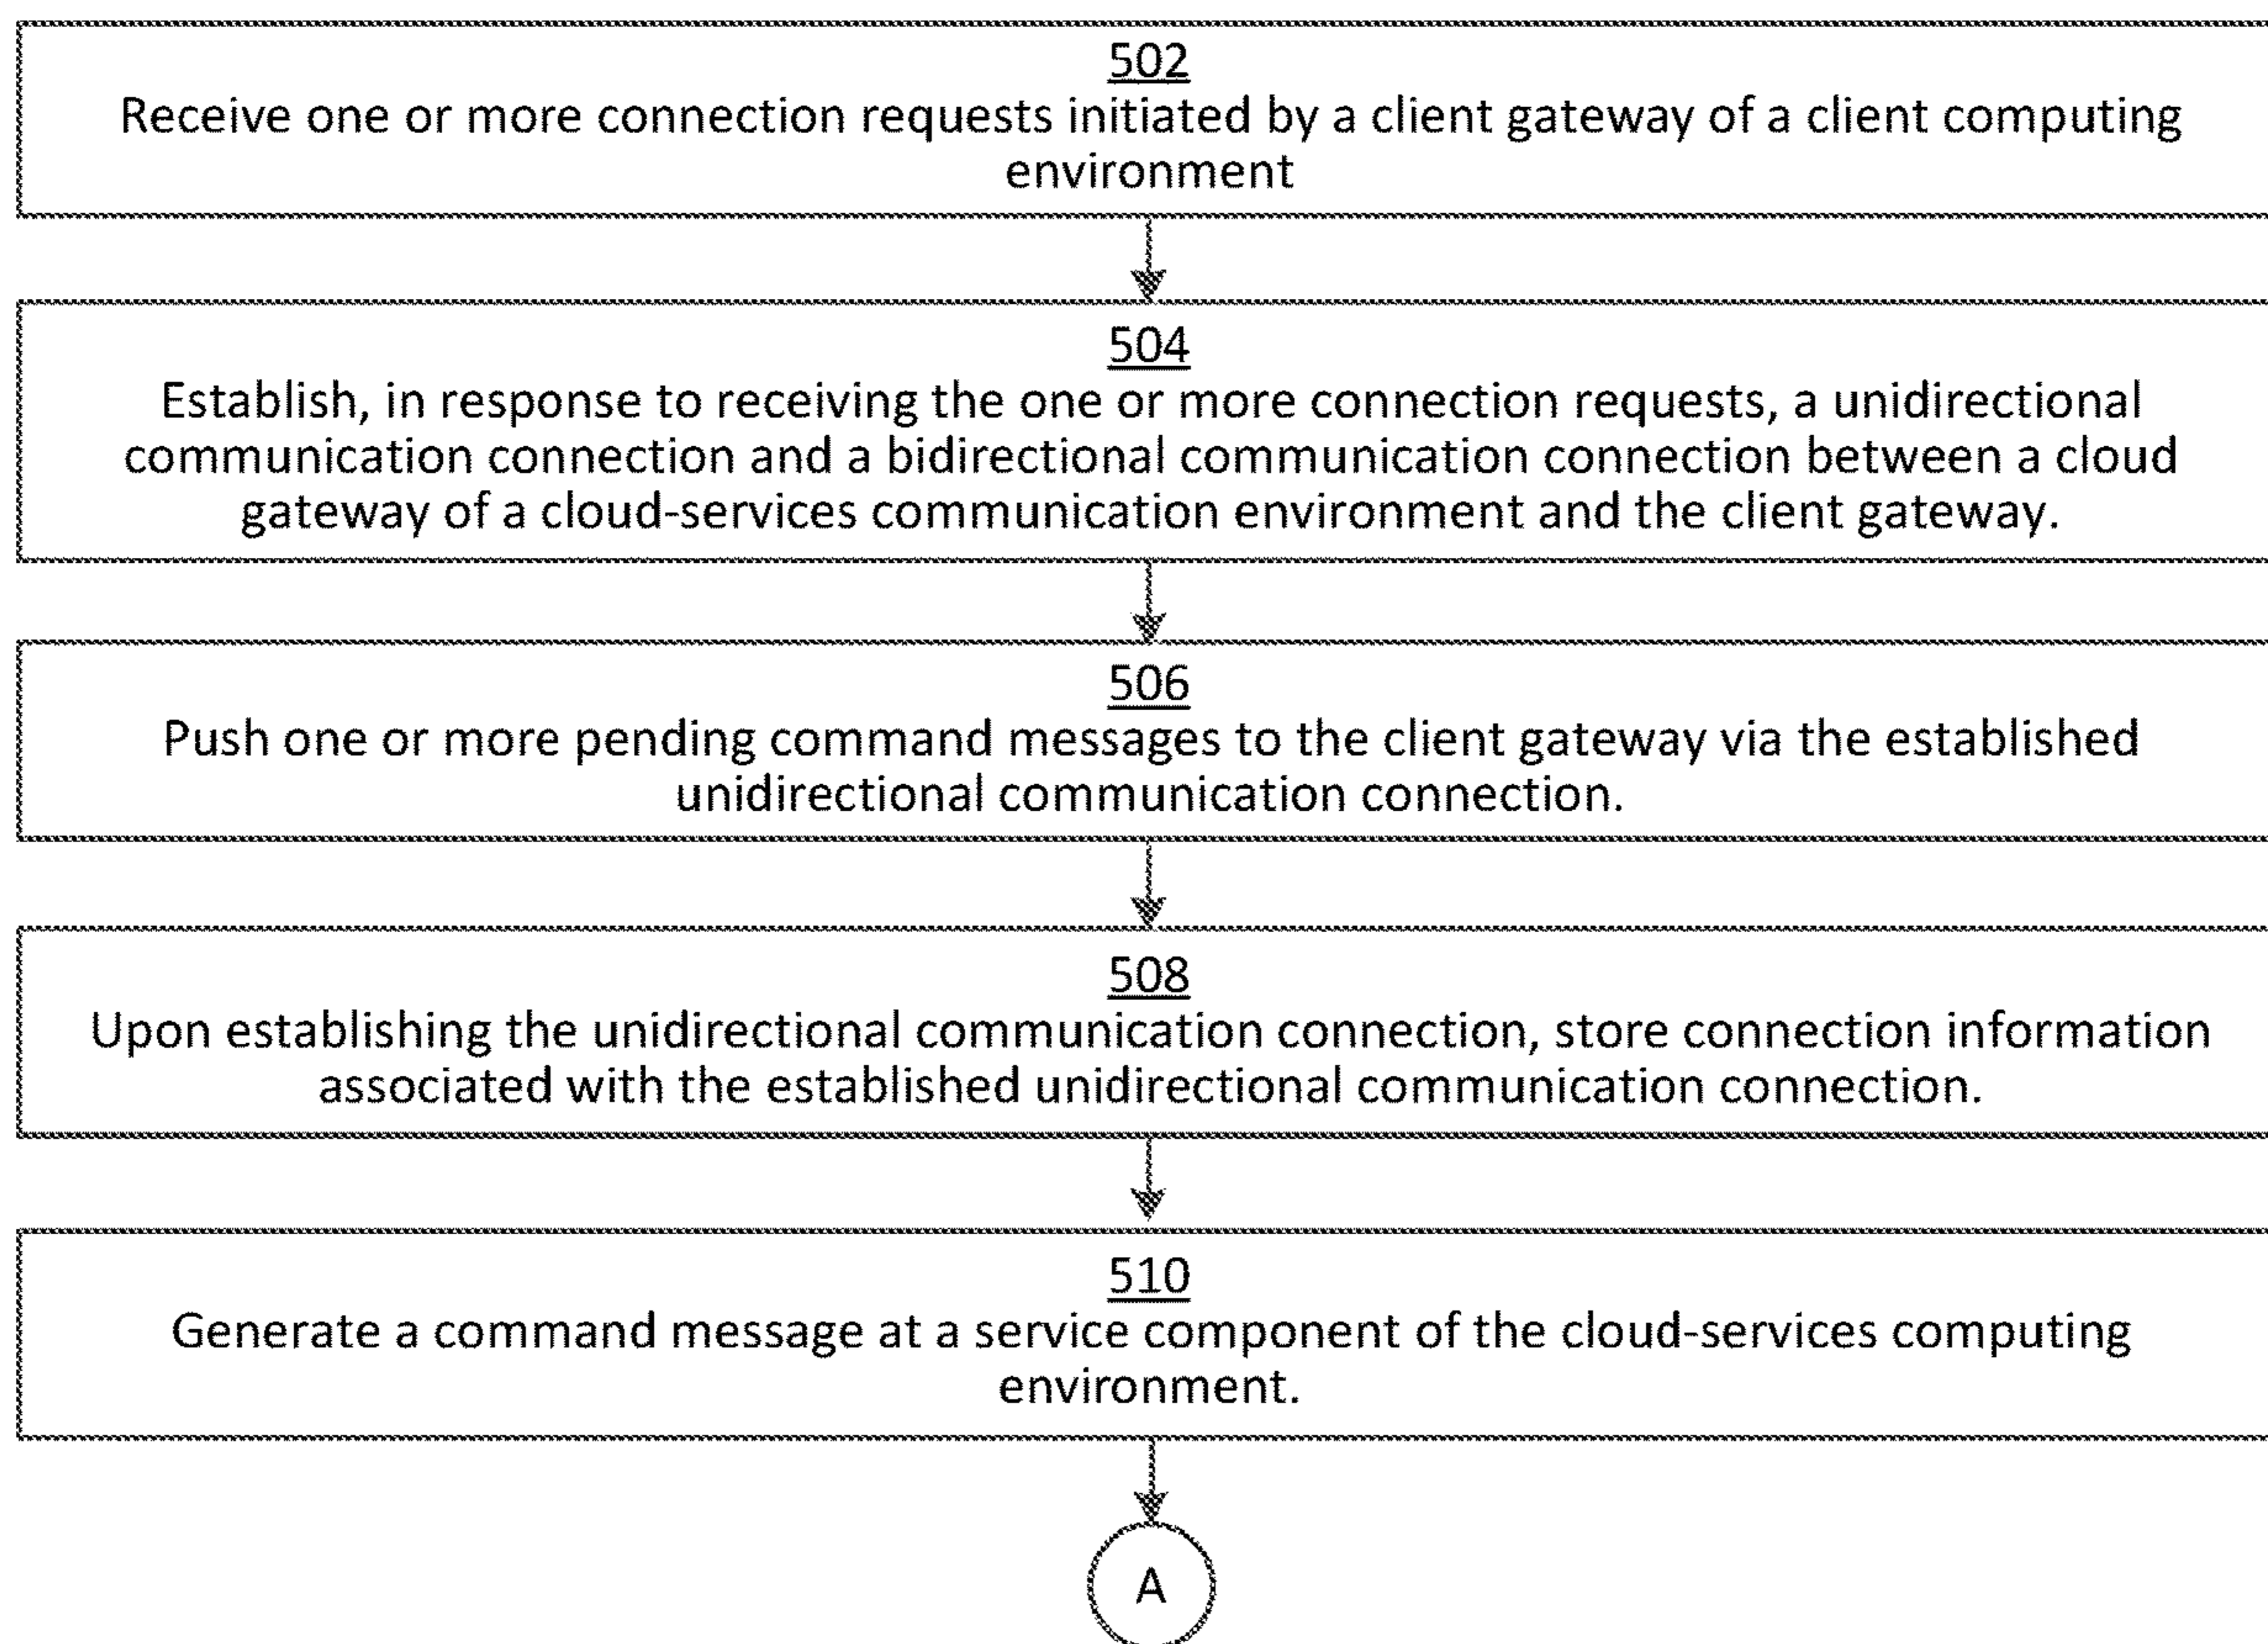 502
Receive one or more connection requests initiated by a client gateway of a client computing
environment
504
Establish, in response to receiving the one or more connection requests, a unidirectional
communication connection and a bidirectional communication connection between a cloud
gateway of a cloud-services communication environment and the client gateway.
506
Push one or more pending command messages to the client gateway via the established
unidirectional communication connection.
508
Upon establishing the unidirectional communication connection, store connection information
associated with the established unidirectional communication connection.
510
Generate a command message at a service component of the cloud-services computing
environment.
A